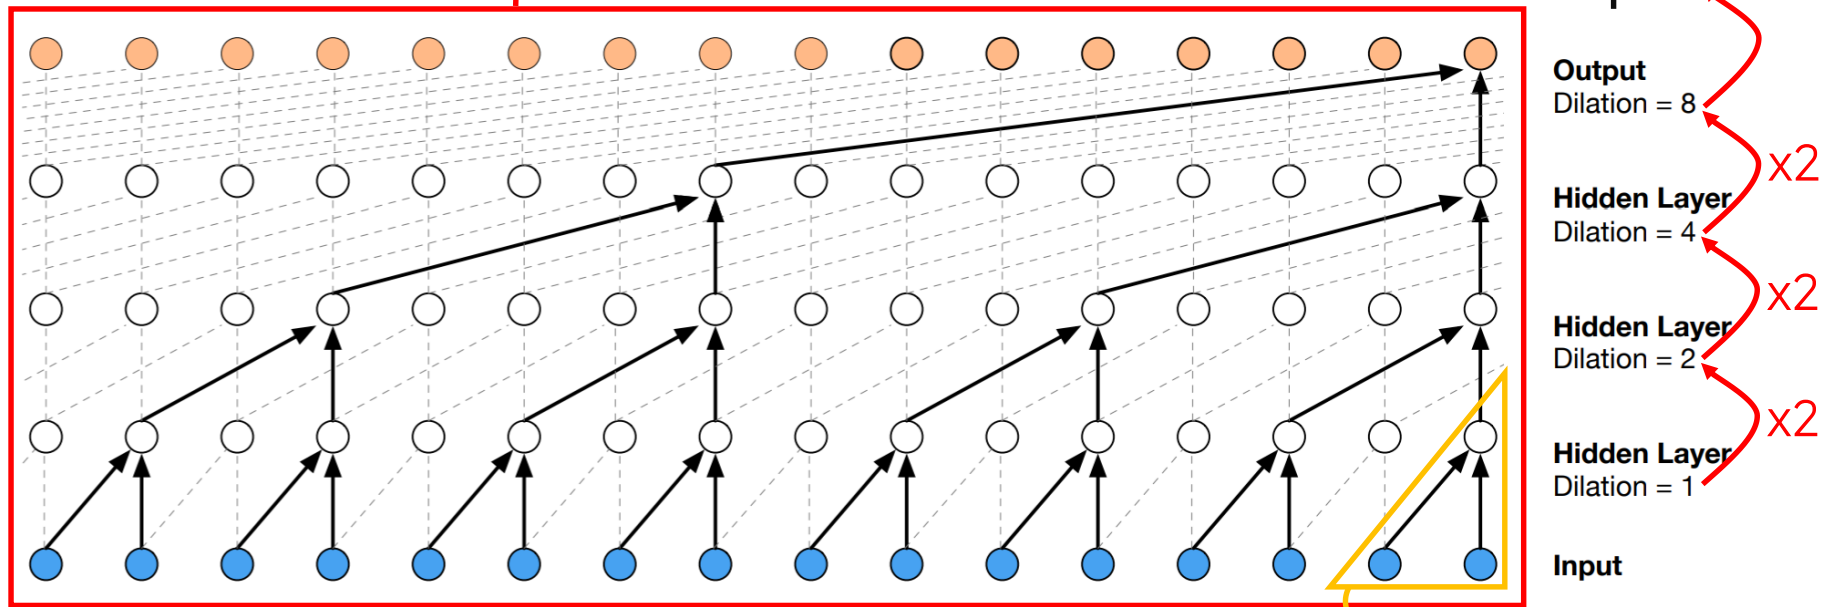 Output
Dilation = 8
x2
Hidden Layer
Dilation = 4
x2
Hidden Layer
Dilation = 2
x2
Hidden Layer
Dilation = 1
Input